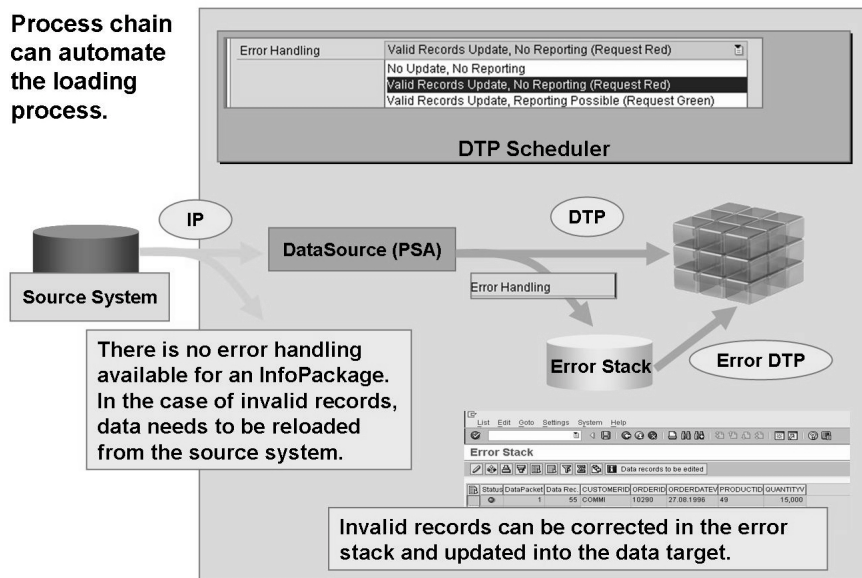 Process chain
can automate
the loading
process.
Error Handling
Valid Records Update, No Reporting (Request Red)
No Update, No Reporting
Valid Records Update, No Reporting (Request Red)
Valid Records Update, Reporting Possible (Request Green)
DTP Scheduler
IP
DTP
DataSource (PSA)
Source System
Error Handling
Error Stack
Error DTP
There is no error handling
available for an InfoPackage.
In the case of invalid records,
data needs to be reloaded
from the source system.
List Edit Goto Settings System Help
Error Stack
Data records to be edited
Status DataPacket Data Rec. CUSTOMERID ORDERID ORDERDATEV PRODUCTID QUANTITYV
1 55 COMMI 10290 27.08.1996 49 15,000
Invalid records can be corrected in the error
stack and updated into the data target.